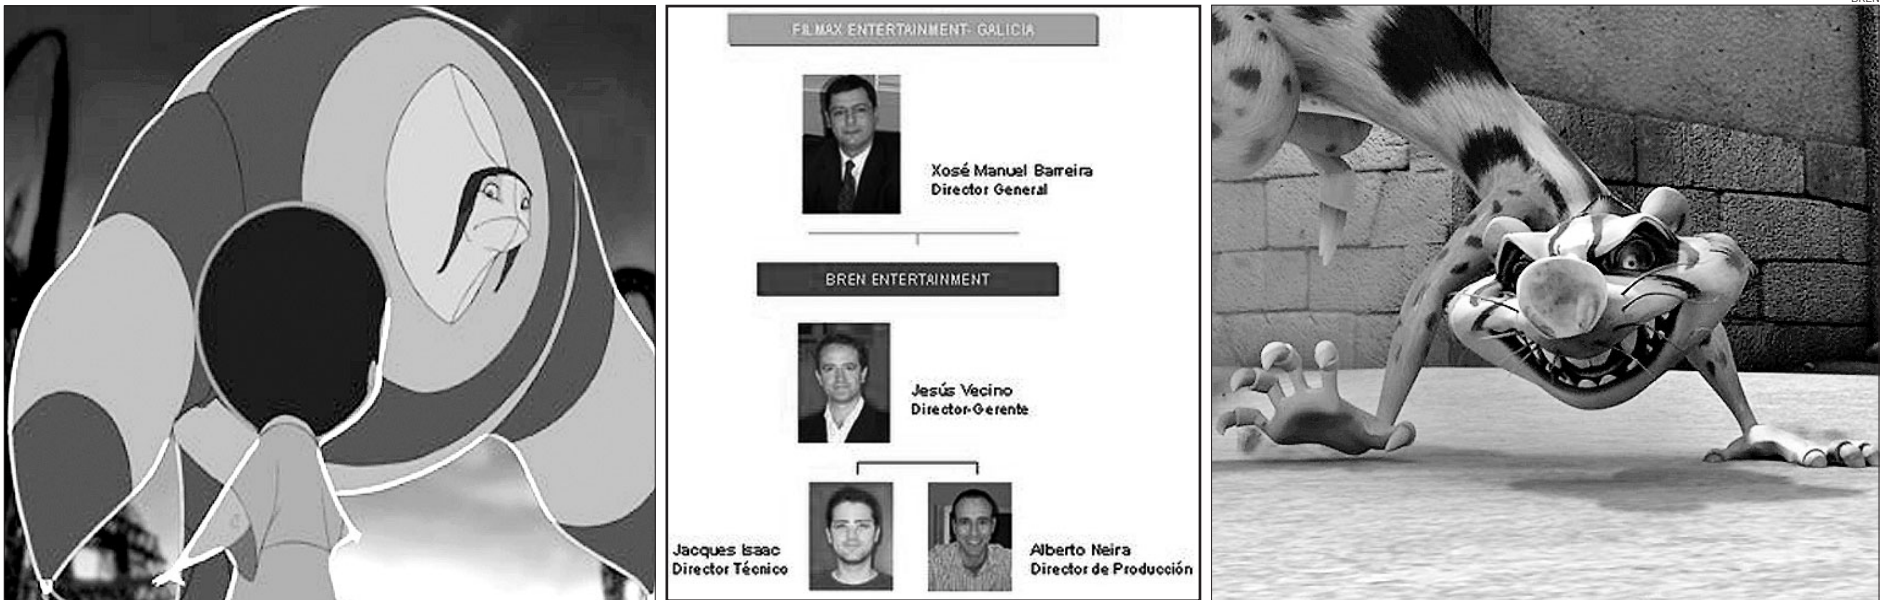 BREN
FILMAX ENTERTAINMENT- GALICIA
Xosé Manuel Barreira
Director General
BREN ENTERTAINMENT
Jesús Vecino
Director-Gerente
Jacques Isaac
Director Técnico
Alberto Neira
Director de Producción